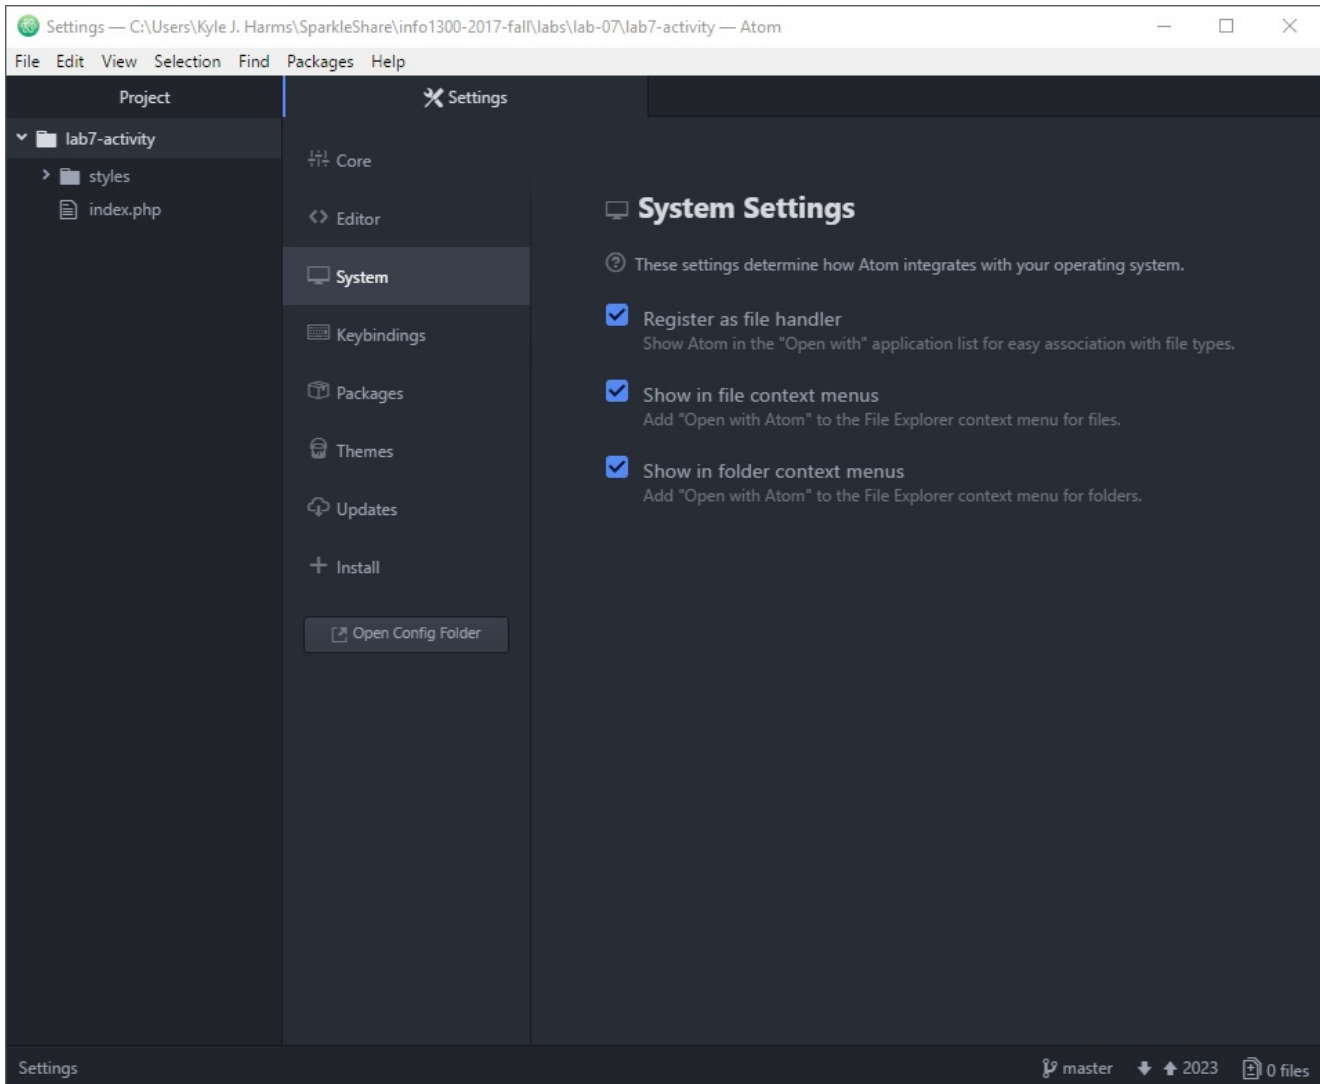 Settings — C:\Users\Kyle J. Harms\SparkleShare\info1300-2017-fall\labs\lab-07\lab7-activity — Atom
File Edit View Selection Find Packages Help
Project
Settings
lab7-activity
styles
index.php
Core
Editor
System
Keybindings
Packages
Themes
Updates
Install
Open Config Folder
System Settings
These settings determine how Atom integrates with your operating system.
Register as file handler
Show Atom in the "Open with" application list for easy association with file types.
Show in file context menus
Add "Open with Atom" to the File Explorer context menu for files.
Show in folder context menus
Add "Open with Atom" to the File Explorer context menu for folders.
Settings
master 2023 0 files